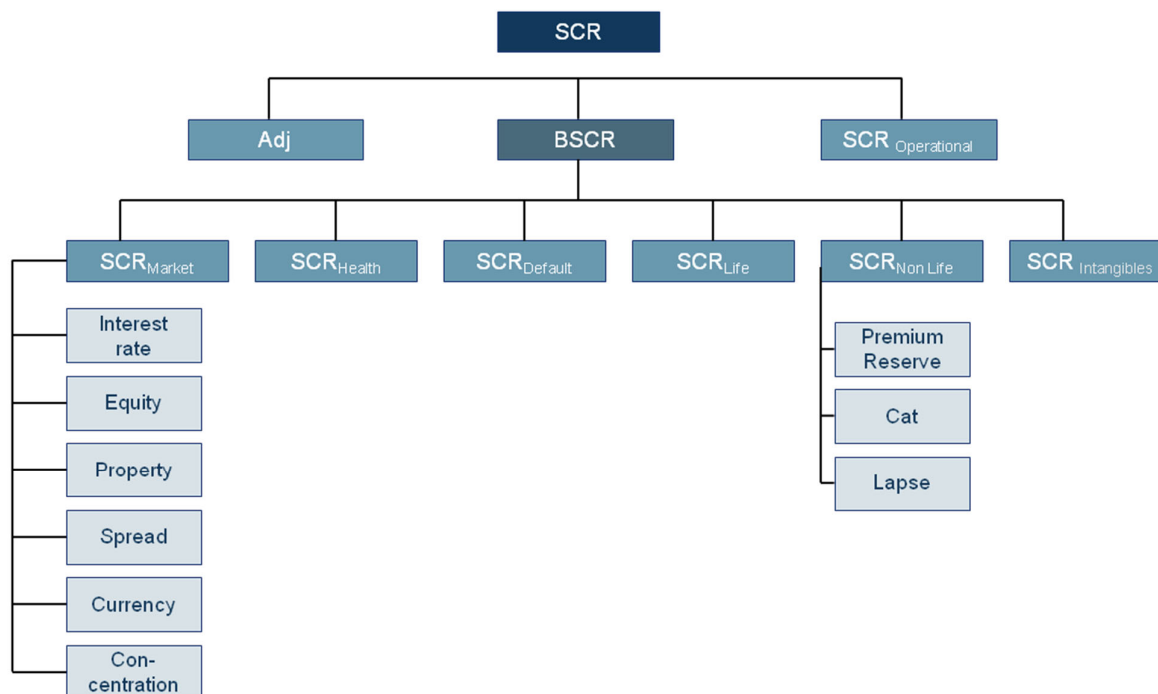 SCR
Adj
BSCR
SCR Operational
SCRMarket
SCRHealth
SCRDefault
SCRLife
SCRNon Life
SCR Intangibles
Interest
rate
Equity
Property
Spread
Currency
Con-
centration
Premium
Reserve
Cat
Lapse